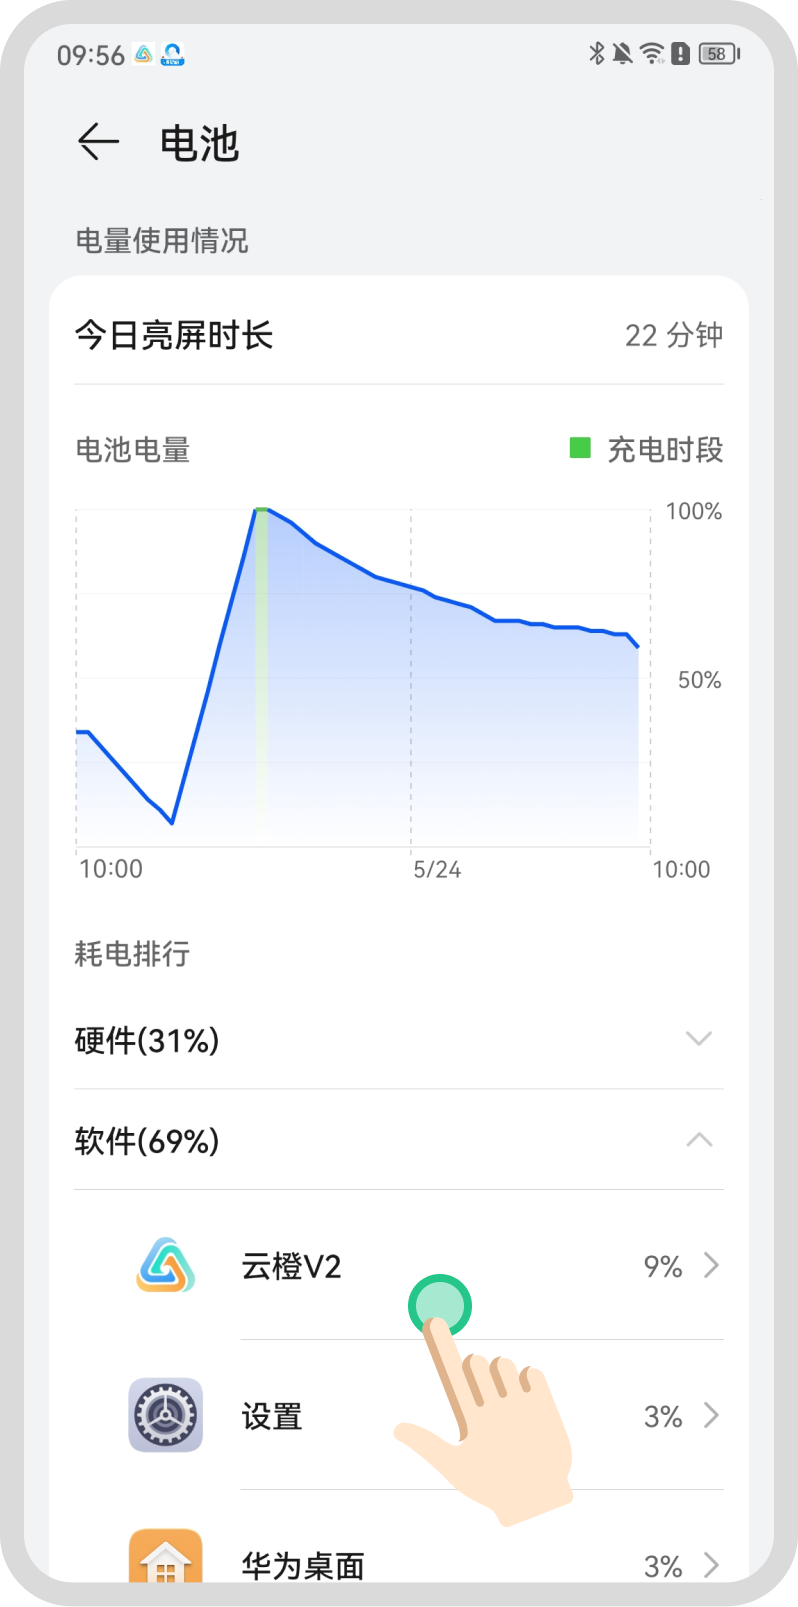 09:56 58
电池
电量使用情况
今日亮屏时长 22 分钟
电池电量 充电时段
100%
50%
10:00 5/24 10:00
耗电排行
硬件(31%)
软件(69%)
云橙V2 9%
设置 3%
华为桌面 3%